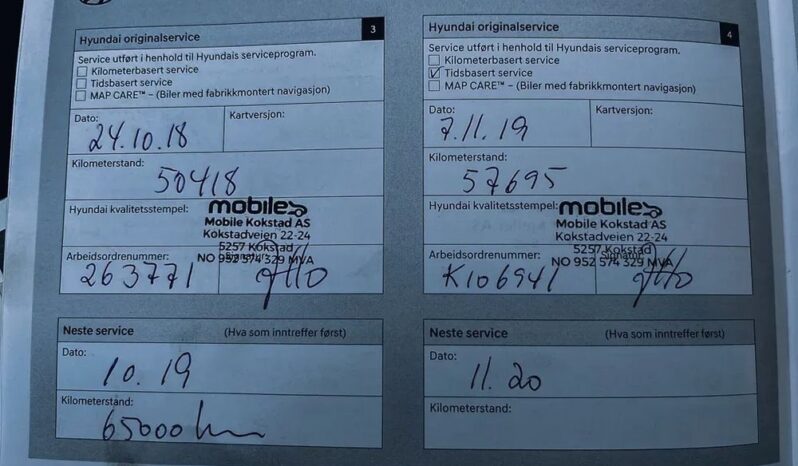 3
Hyundai originalservice
Service utført i henhold til Hyundais serviceprogram.
Kilometerbasert service
Tidsbasert service
MAP CARE™ – (Biler med fabrikkmontert navigasjon)
Dato:
24.10.18
Kartversjon:
Kilometerstand:
50418
Hyundai kvalitetsstempel:
mobile
Mobile Kokstad AS
Kokstadveien 22-24
5257 Kokstad
NO 952 574 329 MVA
Arbeidsordrenummer:
263771
Signatur:
Neste service (Hva som inntreffer først)
Dato:
10.19
Kilometerstand:
65000 km
4
Hyundai originalservice
Service utført i henhold til Hyundais serviceprogram.
Kilometerbasert service
Tidsbasert service
MAP CARE™ – (Biler med fabrikkmontert navigasjon)
Dato:
7.11.19
Kartversjon:
Kilometerstand:
57695
Hyundai kvalitetsstempel:
mobile
Mobile Kokstad AS
Kokstadveien 22-24
5257 Kokstad
NO 952 574 329 MVA
Arbeidsordrenummer:
K106941
Signatur:
Neste service (Hva som inntreffer først)
Dato:
11.20
Kilometerstand: